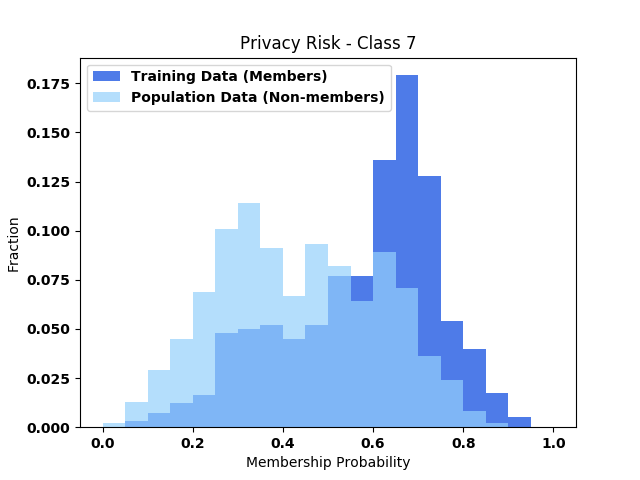 Privacy Risk - Class 7
Training Data (Members)
Population Data (Non-members)
Fraction
0.175
0.150
0.125
0.100
0.075
0.050
0.025
0.000
0.0 0.2 0.4 0.6 0.8 1.0
Membership Probability